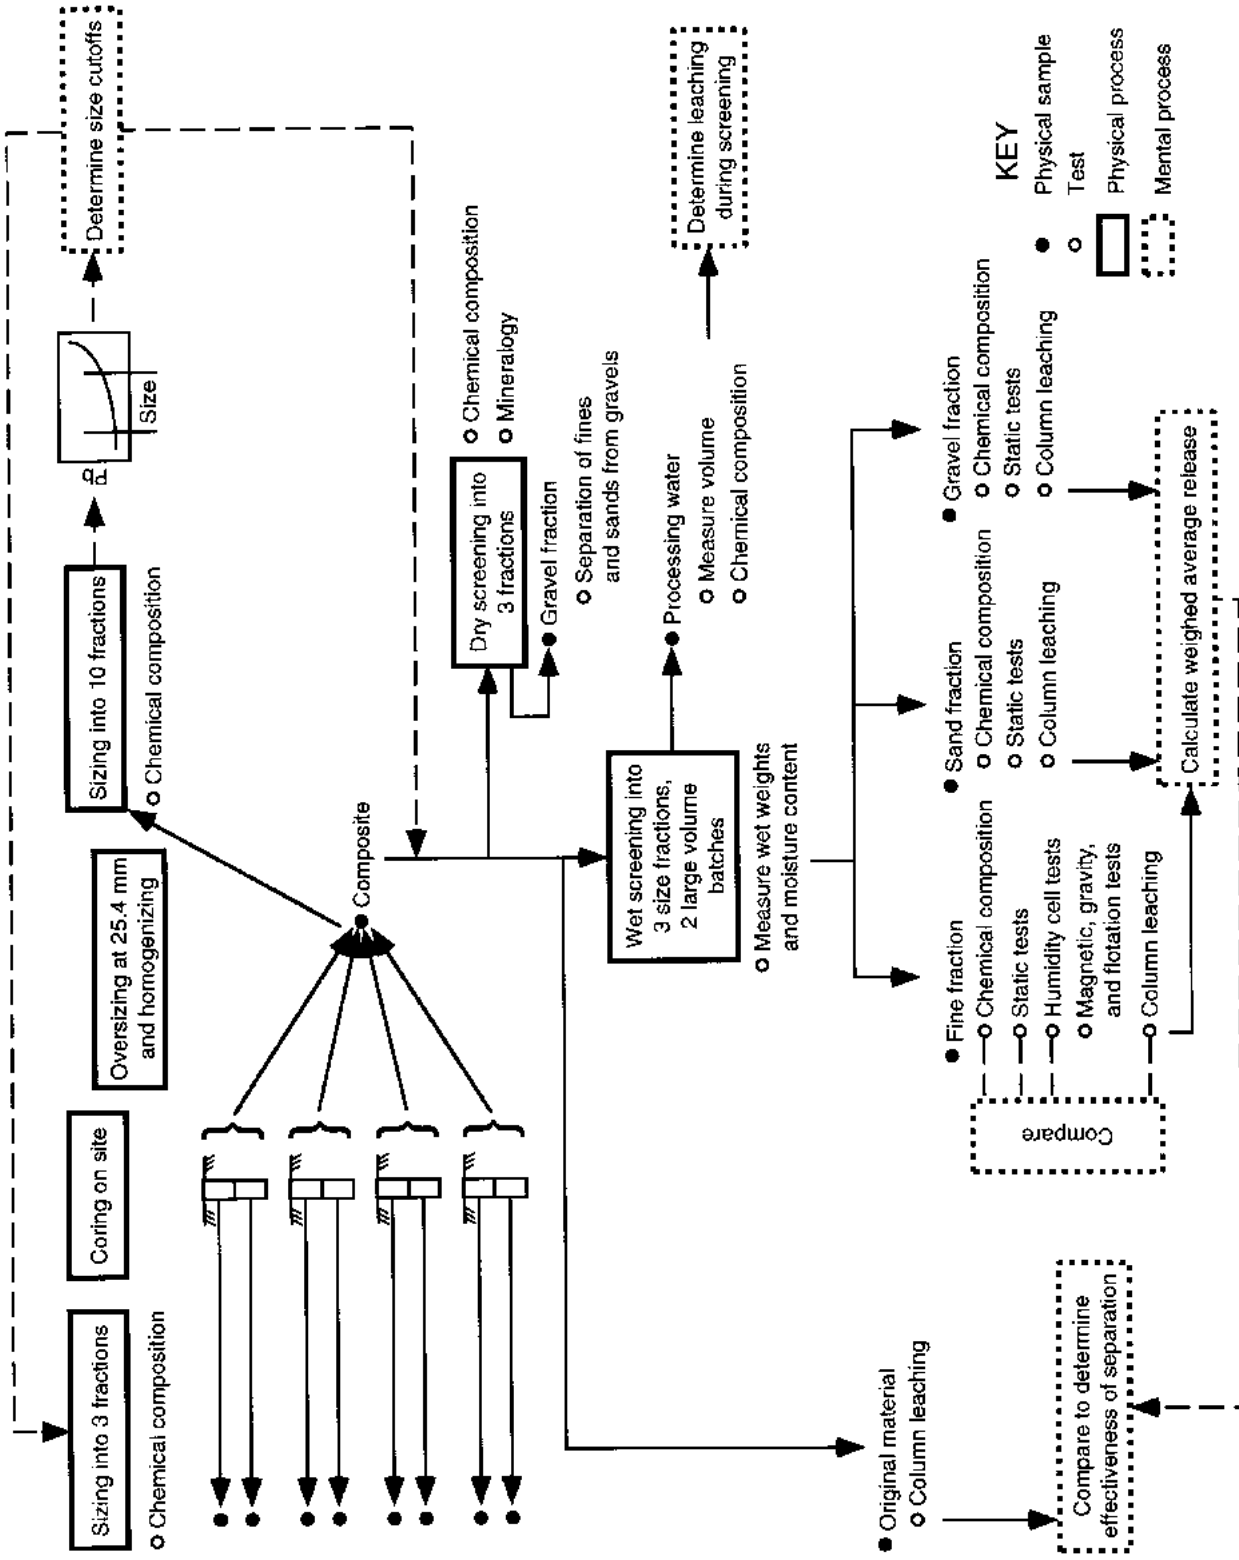 Sizing into 3 fractions
Chemical composition
Coring on site
Oversizing at 25.4 mm
and homogenizing
Sizing into 10 fractions
Chemical composition
Size
Determine size cutoffs
Composite
Dry screening into
3 fractions
Chemical composition
Mineralogy
Gravel fraction
Separation of fines
and sands from gravels
Wet screening into
3 size fractions,
2 large volume
batches
Processing water
Measure volume
Chemical composition
Determine leaching
during screening
Measure wet weights
and moisture content
Original material
Column leaching
Compare to determine
effectiveness of separation
Compare
Fine fraction
Chemical composition
Static tests
Humidity cell tests
Magnetic, gravity,
and flotation tests
Column leaching
Sand fraction
Chemical composition
Static tests
Column leaching
Gravel fraction
Chemical composition
Static tests
Column leaching
Calculate weighed average release
KEY
Physical sample
Test
Physical process
Mental process